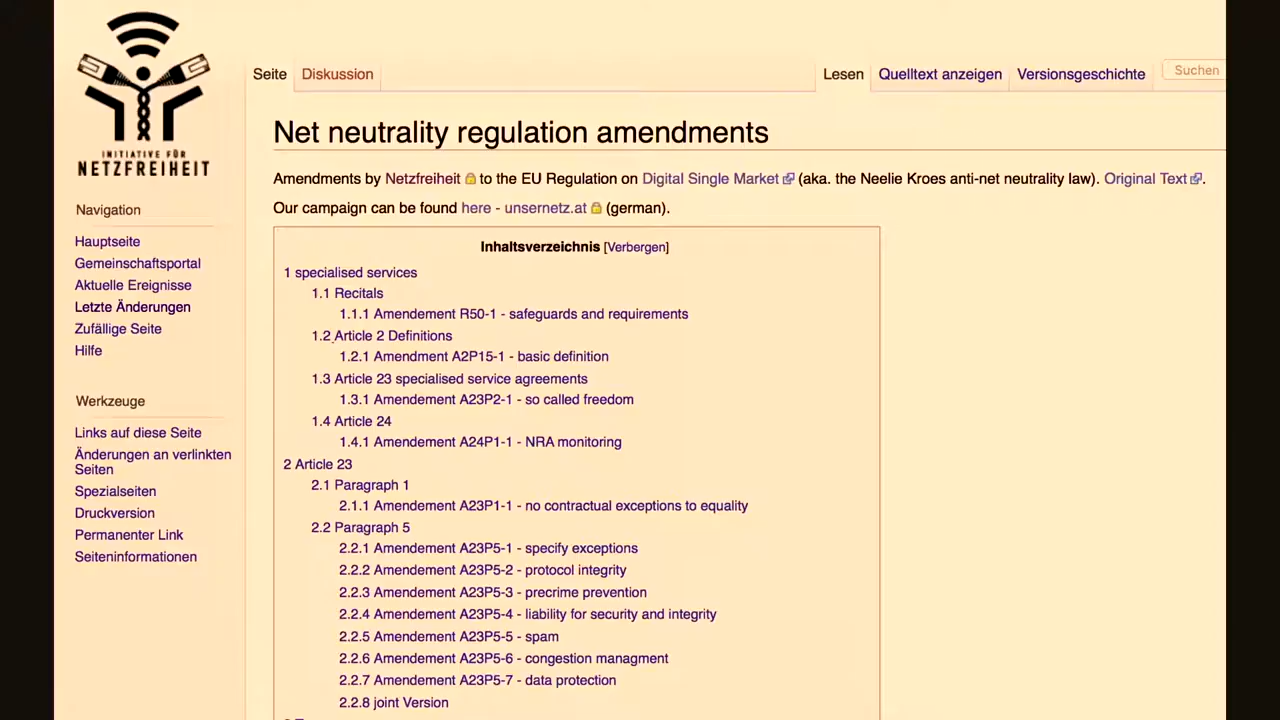 INITIATIVE FÜR
NETZFREIHEIT
Seite Diskussion Lesen Quelltext anzeigen Versionsgeschichte Suchen
Net neutrality regulation amendments
Amendments by Netzfreiheit to the EU Regulation on Digital Single Market (aka. the Neelie Kroes anti-net neutrality law). Original Text.
Our campaign can be found here - unsernetz.at (german).
Navigation
Hauptseite
Gemeinschaftsportal
Aktuelle Ereignisse
Letzte Änderungen
Zufällige Seite
Hilfe
Werkzeuge
Links auf diese Seite
Änderungen an verlinkten
Seiten
Spezialseiten
Druckversion
Permanenter Link
Seiteninformationen
Inhaltsverzeichnis [Verbergen]
1 specialised services
1.1 Recitals
1.1.1 Amendement R50-1 - safeguards and requirements
1.2 Article 2 Definitions
1.2.1 Amendment A2P15-1 - basic definition
1.3 Article 23 specialised service agreements
1.3.1 Amendement A23P2-1 - so called freedom
1.4 Article 24
1.4.1 Amendement A24P1-1 - NRA monitoring
2 Article 23
2.1 Paragraph 1
2.1.1 Amendement A23P1-1 - no contractual exceptions to equality
2.2 Paragraph 5
2.2.1 Amendement A23P5-1 - specify exceptions
2.2.2 Amendement A23P5-2 - protocol integrity
2.2.3 Amendement A23P5-3 - precrime prevention
2.2.4 Amendement A23P5-4 - liability for security and integrity
2.2.5 Amendement A23P5-5 - spam
2.2.6 Amendement A23P5-6 - congestion managment
2.2.7 Amendement A23P5-7 - data protection
2.2.8 joint Version